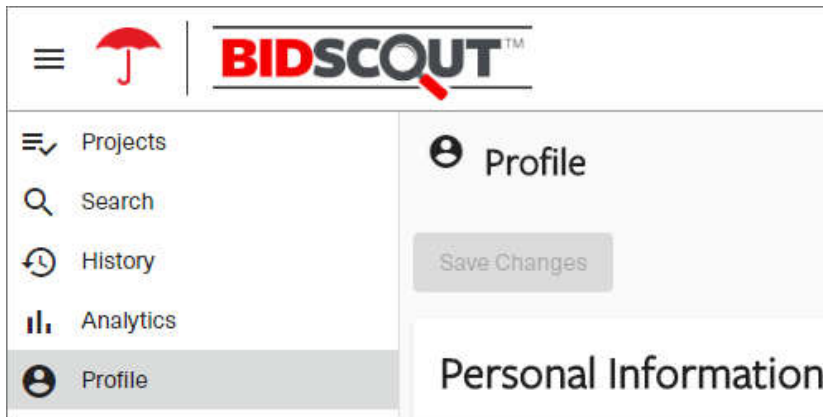 BIDSCOUT™
Projects
Search
History
Analytics
Profile
Profile
Save Changes
Personal Information